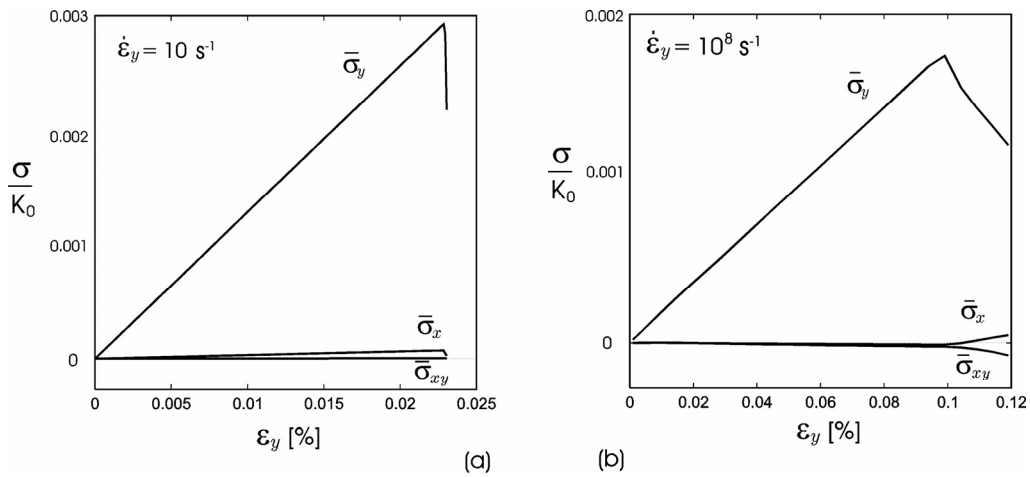 0.003
0.002
0.001
0
σ
K₀
ε̇y = 10 s⁻¹
σ̄y
σ̄x
σ̄xy
0 0.005 0.01 0.015 0.02 0.025
εy [%]
(a)
0.002
0.001
0
σ
K₀
ε̇y = 10⁸ s⁻¹
σ̄y
σ̄x
σ̄xy
0 0.02 0.04 0.06 0.08 0.1 0.12
εy [%]
(b)